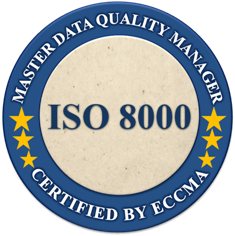 MASTER DATA QUALITY MANAGER
ISO 8000
CERTIFIED BY ECCMA